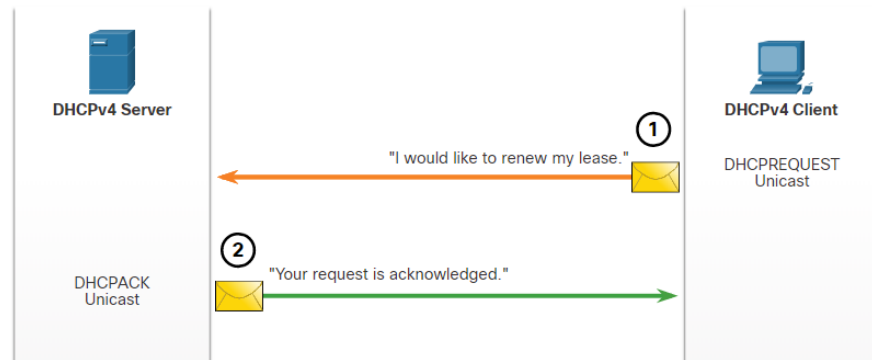 DHCPv4 Server
DHCPv4 Client
1
"I would like to renew my lease."
DHCPREQUEST
Unicast
2
"Your request is acknowledged."
DHCPACK
Unicast